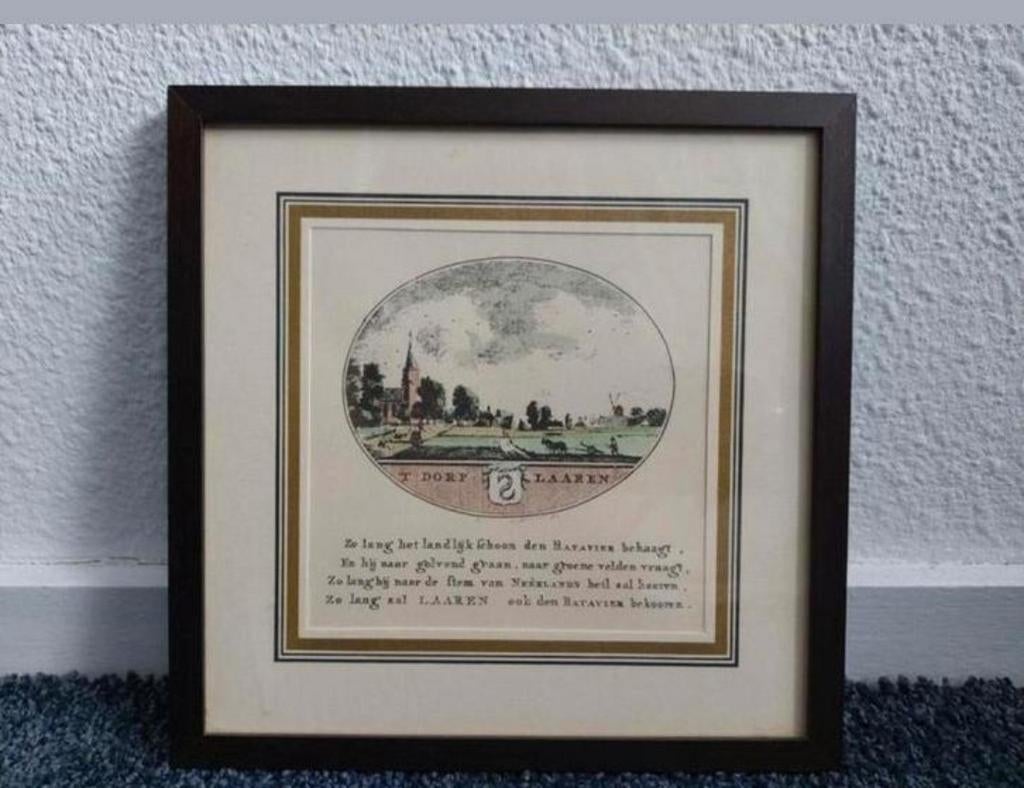 'T DORP LAAREN
Zo lang het landlijk schoon den BATAVIER behaagt,
En hij naar golvend graan, naar groene velden vraagt,
Zo lang hij naar de stem van NEÊRLANDS heil zal hooren,
Zo lang zal LAAREN ook den BATAVIER bekooren.